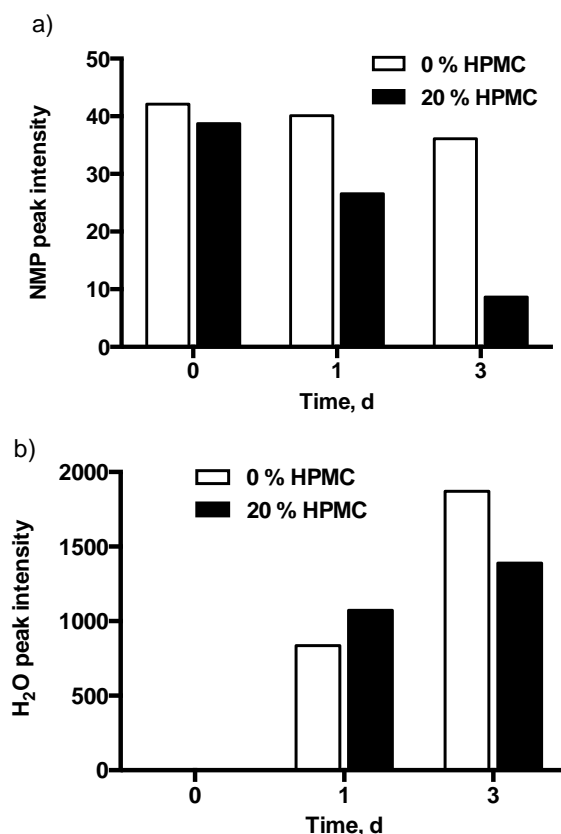 a)
50
40
30
20
10
0
NMP peak intensity
0 % HPMC
20 % HPMC
0 1 3
Time, d
b)
2000
1500
1000
500
0
H₂O peak intensity
0 % HPMC
20 % HPMC
0 1 3
Time, d